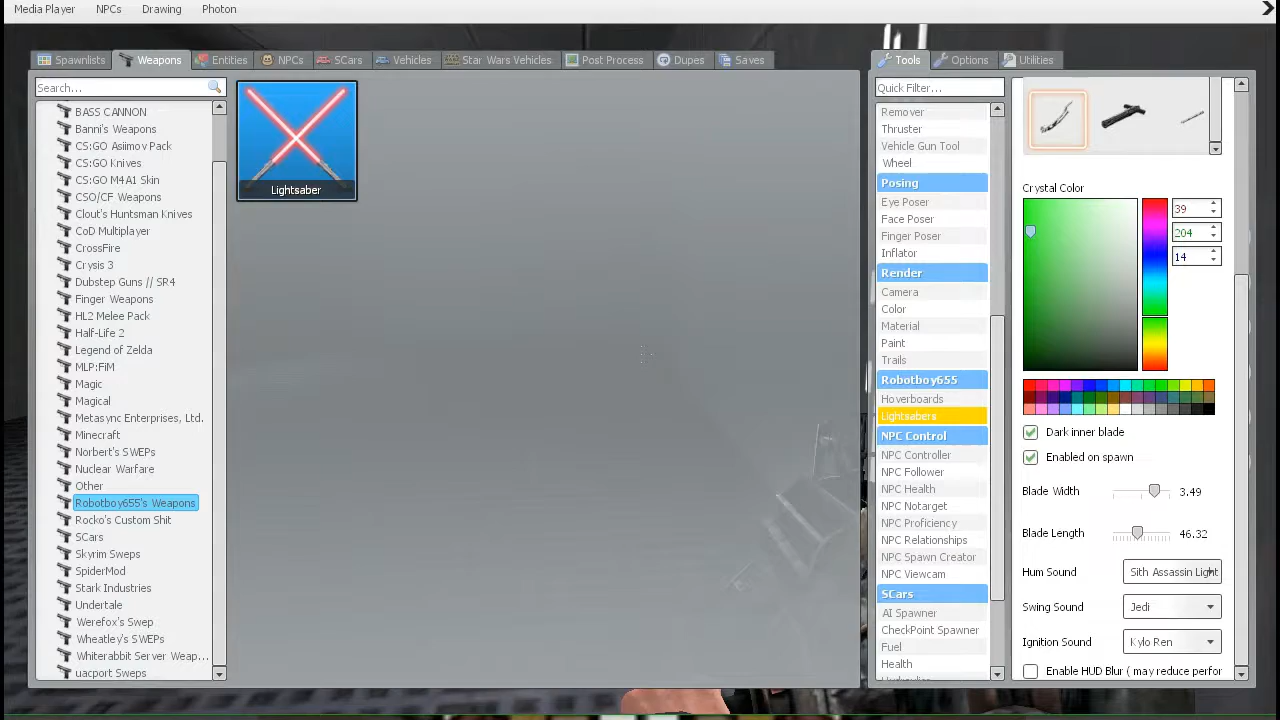 Media Player NPCs Drawing Photon
Spawnlists Weapons Entities NPCs SCars Vehicles Star Wars Vehicles Post Process Dupes Saves
Search...
BASS CANNON
Banni's Weapons
CS:GO Asiimov Pack
CS:GO Knives
CS:GO M4A1 Skin
CSO/CF Weapons
Clout's Huntsman Knives
CoD Multiplayer
CrossFire
Crysis 3
Dubstep Guns // SR4
Finger Weapons
HL2 Melee Pack
Half-Life 2
Legend of Zelda
MLP:FiM
Magic
Magical
Metasync Enterprises, Ltd.
Minecraft
Norbert's SWEPs
Nuclear Warfare
Other
Robotboy655's Weapons
Rocko's Custom Shit
SCars
Skyrim Sweps
SpiderMod
Stark Industries
Undertale
Werefox's Swep
Wheatley's SWEPs
Whiterabbit Server Weap...
uacport Sweps
Lightsaber
Tools Options Utilities
Quick Filter...
Remover
Thruster
Vehicle Gun Tool
Wheel
Posing
Eye Poser
Face Poser
Finger Poser
Inflator
Render
Camera
Color
Material
Paint
Trails
Robotboy655
Hoverboards
Lightsabers
NPC Control
NPC Controller
NPC Follower
NPC Health
NPC Notarget
NPC Proficiency
NPC Relationships
NPC Spawn Creator
NPC Viewcam
SCars
AI Spawner
CheckPoint Spawner
Fuel
Health
Crystal Color
39
204
14
Dark inner blade
Enabled on spawn
Blade Width 3.49
Blade Length 46.32
Hum Sound Sith Assassin Light
Swing Sound Jedi
Ignition Sound Kylo Ren
Enable HUD Blur ( may reduce perfor